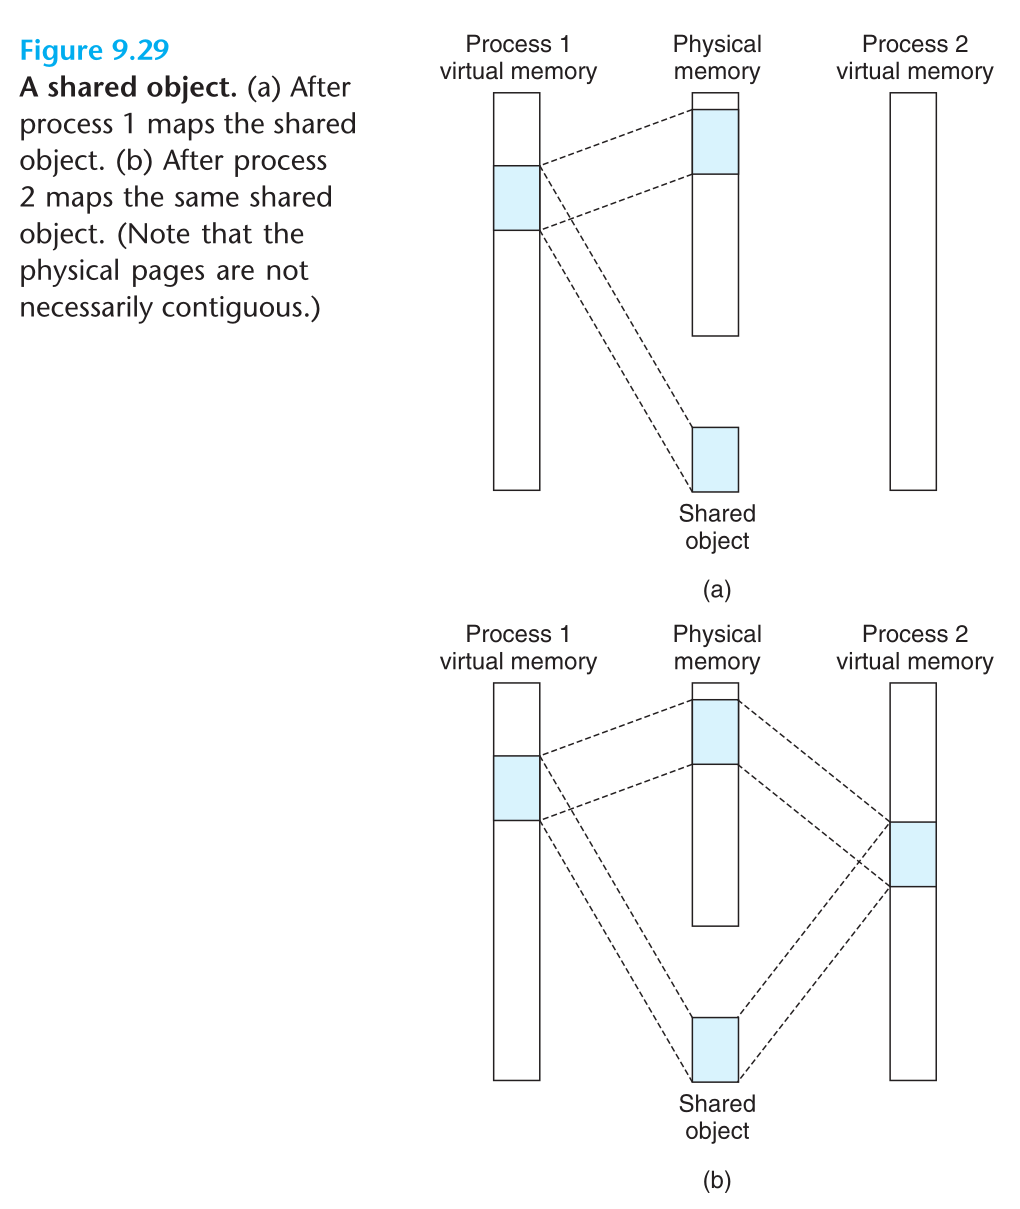 Figure 9.29
A shared object. (a) After
process 1 maps the shared
object. (b) After process
2 maps the same shared
object. (Note that the
physical pages are not
necessarily contiguous.)
Process 1
virtual memory
Physical
memory
Process 2
virtual memory
Shared
object
(a)
Process 1
virtual memory
Physical
memory
Process 2
virtual memory
Shared
object
(b)